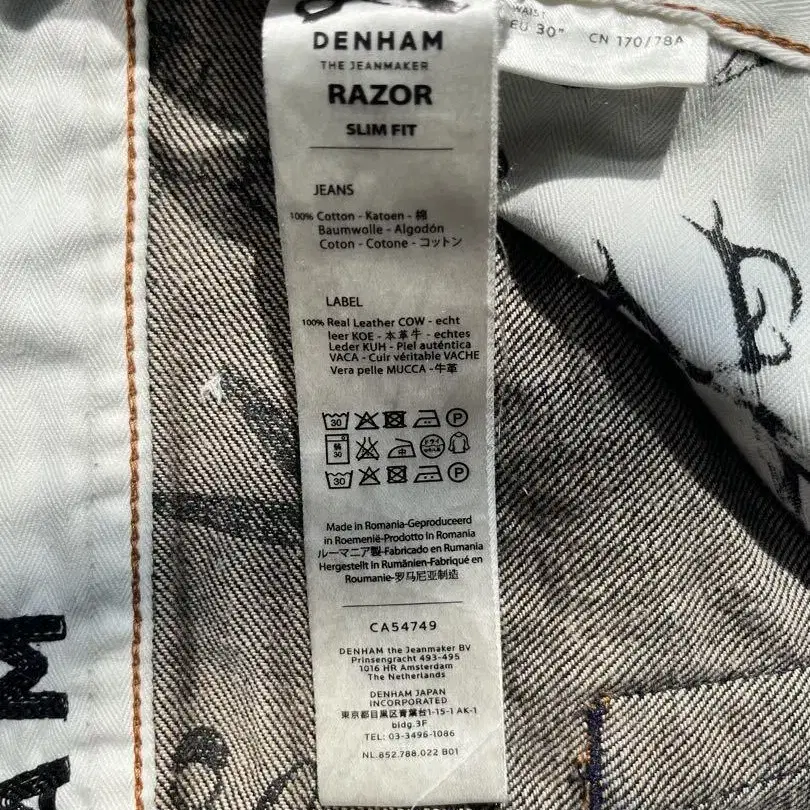 DENHAM
THE JEANMAKER
RAZOR
SLIM FIT
WAIST
EU 30" CN 170/78A
JEANS
100% Cotton - Katoen - 棉
Baumwolle - Algodón
Coton - Cotone - コットン
LABEL
100% Real Leather COW - echt
leer KOE - 本革牛 - echtes
Leder KUH - Piel auténtica
VACA - Cuir véritable VACHE
Vera pelle MUCCA - 牛革
30
30 中
30
Made in Romania-Geproduceerd
in Roemenië-Prodotto in Romania
ルーマニア製-Fabricado en Rumania
Hergestellt in Rumänien-Fabriqué en
Roumanie-罗马尼亚制造
CA54749
DENHAM the Jeanmaker BV
Prinsengracht 493-495
1016 HR Amsterdam
The Netherlands
DENHAM JAPAN
INCORPORATED
東京都目黒区青葉台1-15-1 AK-1
bldg.3F
TEL: 03-3496-1086
NL.852.788.022 B01
AM